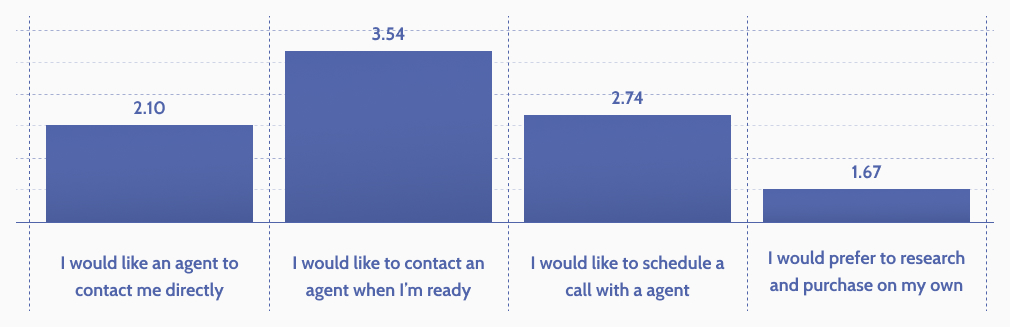 2.10
3.54
2.74
1.67
I would like an agent to
contact me directly
I would like to contact an
agent when I'm ready
I would like to schedule a
call with a agent
I would prefer to research
and purchase on my own